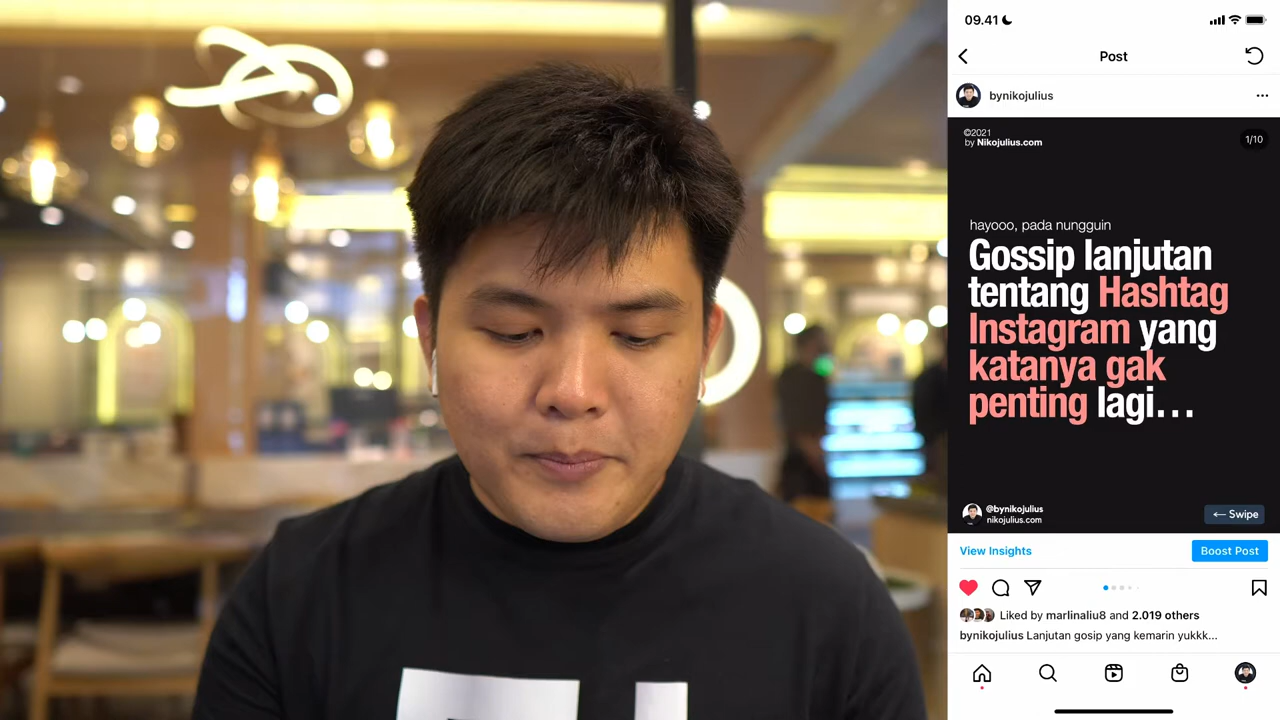 09.41
Post
bynikojulius
©2021
by Nikojulius.com
1/10
hayooo, pada nungguin
Gossip lanjutan
tentang Hashtag
Instagram yang
katanya gak
penting lagi...
@bynikojulius
nikojulius.com
← Swipe
View Insights
Boost Post
Liked by marlinaliu8 and 2.019 others
bynikojulius Lanjutan gosip yang kemarin yukkk...